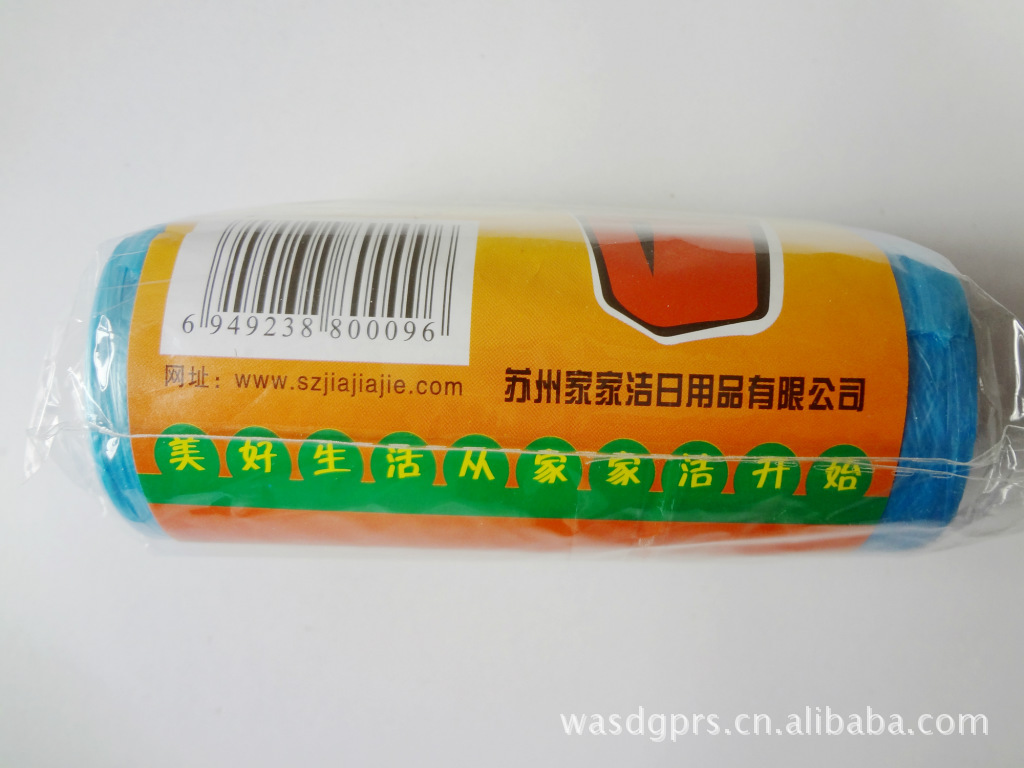 6 949238 800096
网址：www.szjiajiajie.com
苏州家家洁日用品有限公司
美好生活从家家洁开始
wasdgprs.cn.alibaba.com